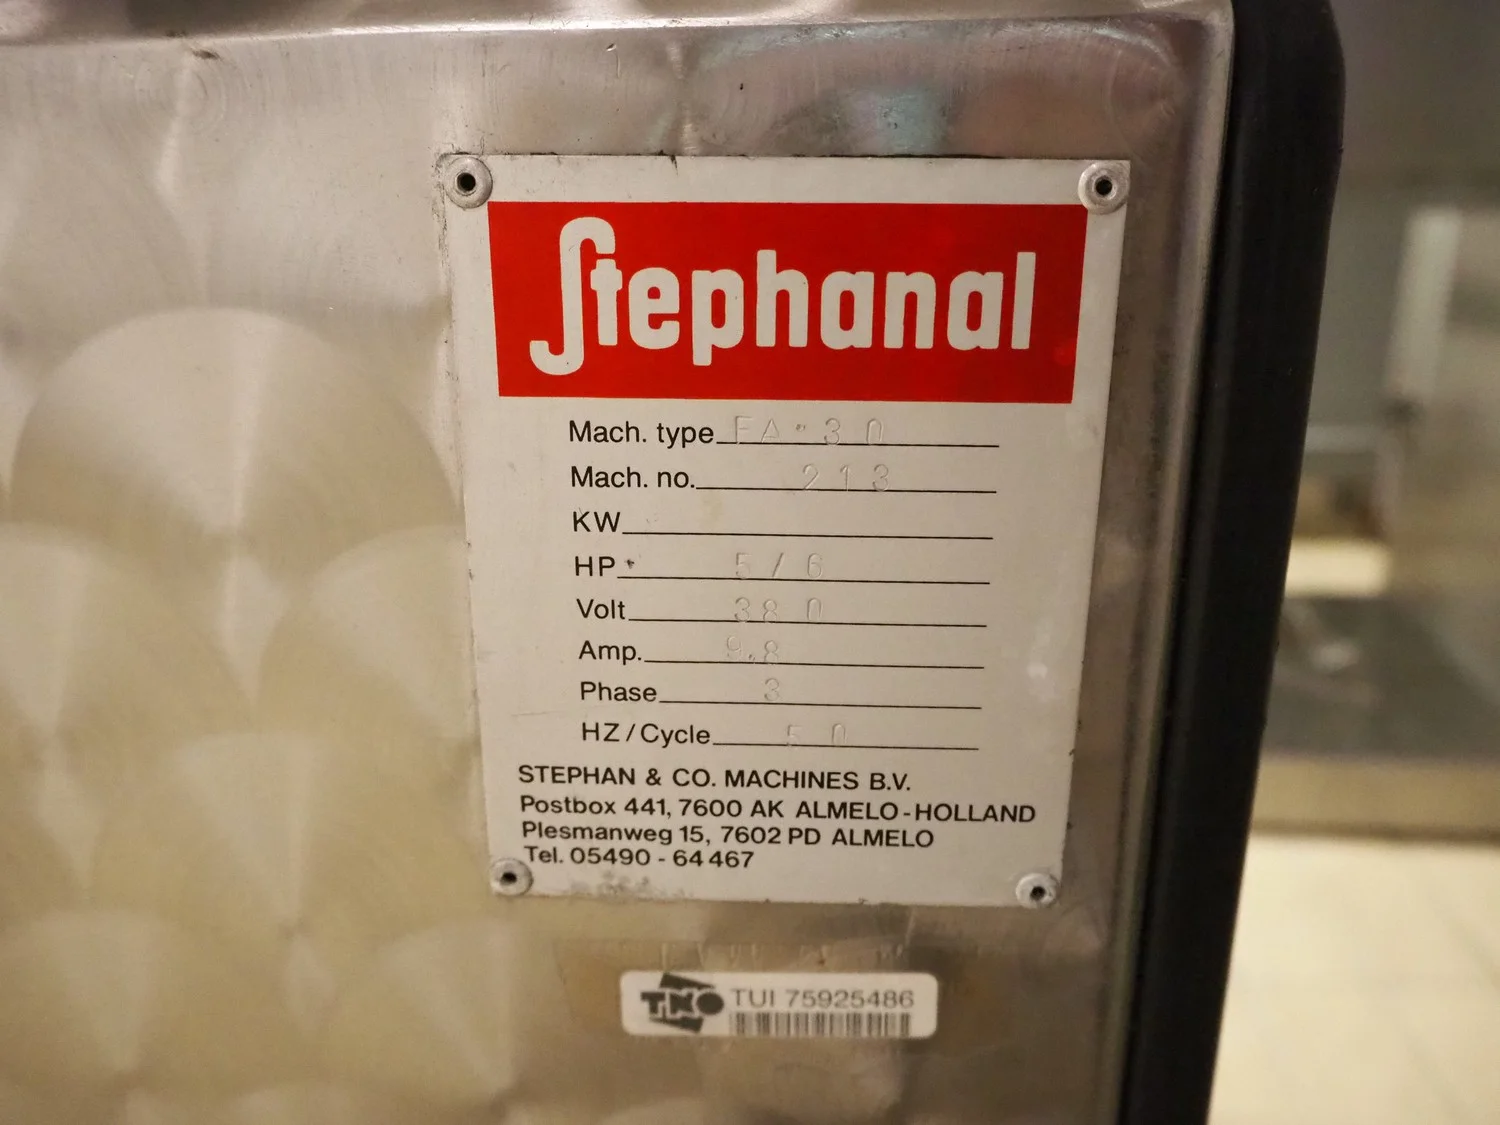 Stephanal
Mach. type FA-30
Mach. no. 213
KW
HP 5/6
Volt 380
Amp. 9.8
Phase 3
HZ/Cycle 50
STEPHAN & CO. MACHINES B.V.
Postbox 441, 7600 AK ALMELO-HOLLAND
Plesmanweg 15, 7602 PD ALMELO
Tel. 05490 - 64467
TNO TUI 75925486